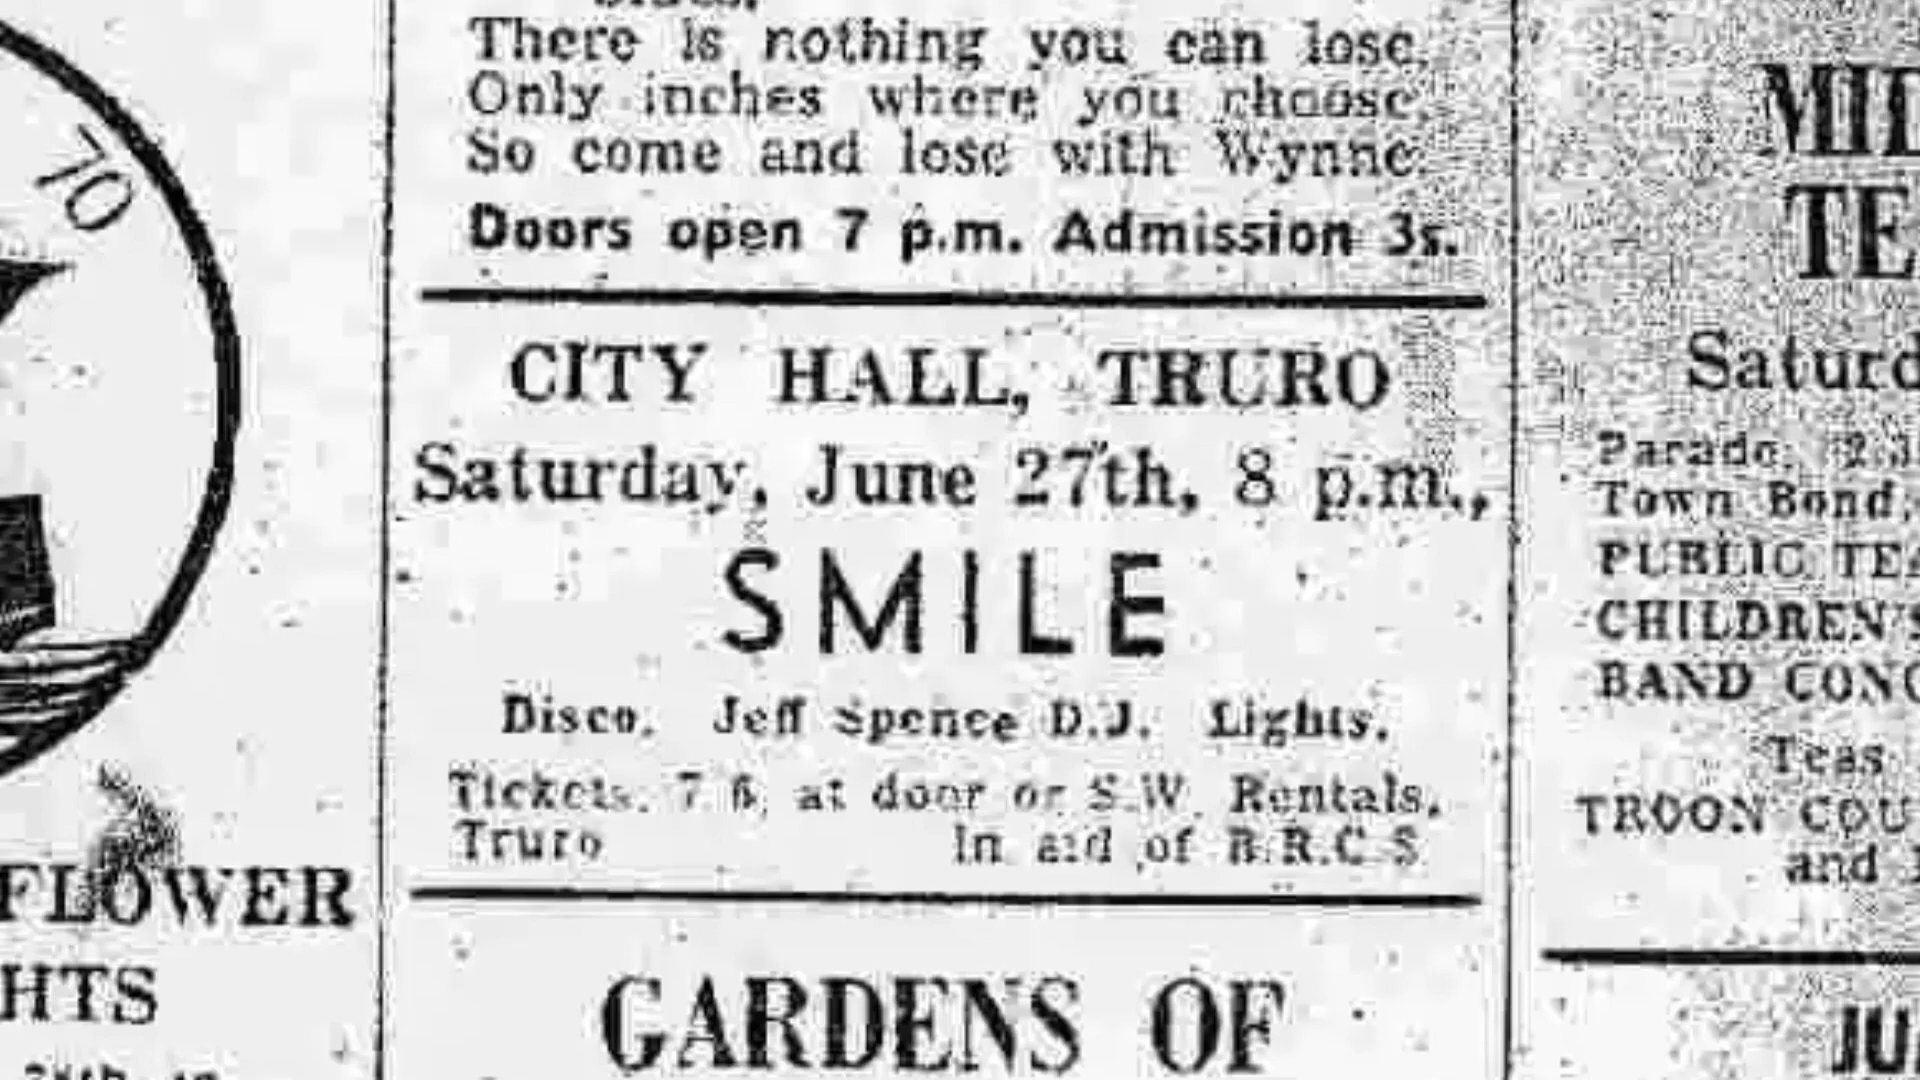 70
FLOWER
HTS
There is nothing you can lose,
Only inches where you choose,
So come and lose with Wynne.
Doors open 7 p.m. Admission 3s.
CITY HALL, TRURO
Saturday, June 27th, 8 p.m.,
SMILE
Disco. Jeff Spence D.J. Lights.
Tickets, 7/6, at door or S.W. Rentals,
Truro In aid of B.R.C.S.
GARDENS OF
MID
TE
Saturd
Parade,
Town Band,
PUBLIC TEA
CHILDREN'S
BAND CONC
Teas
TROON COU
and
JU